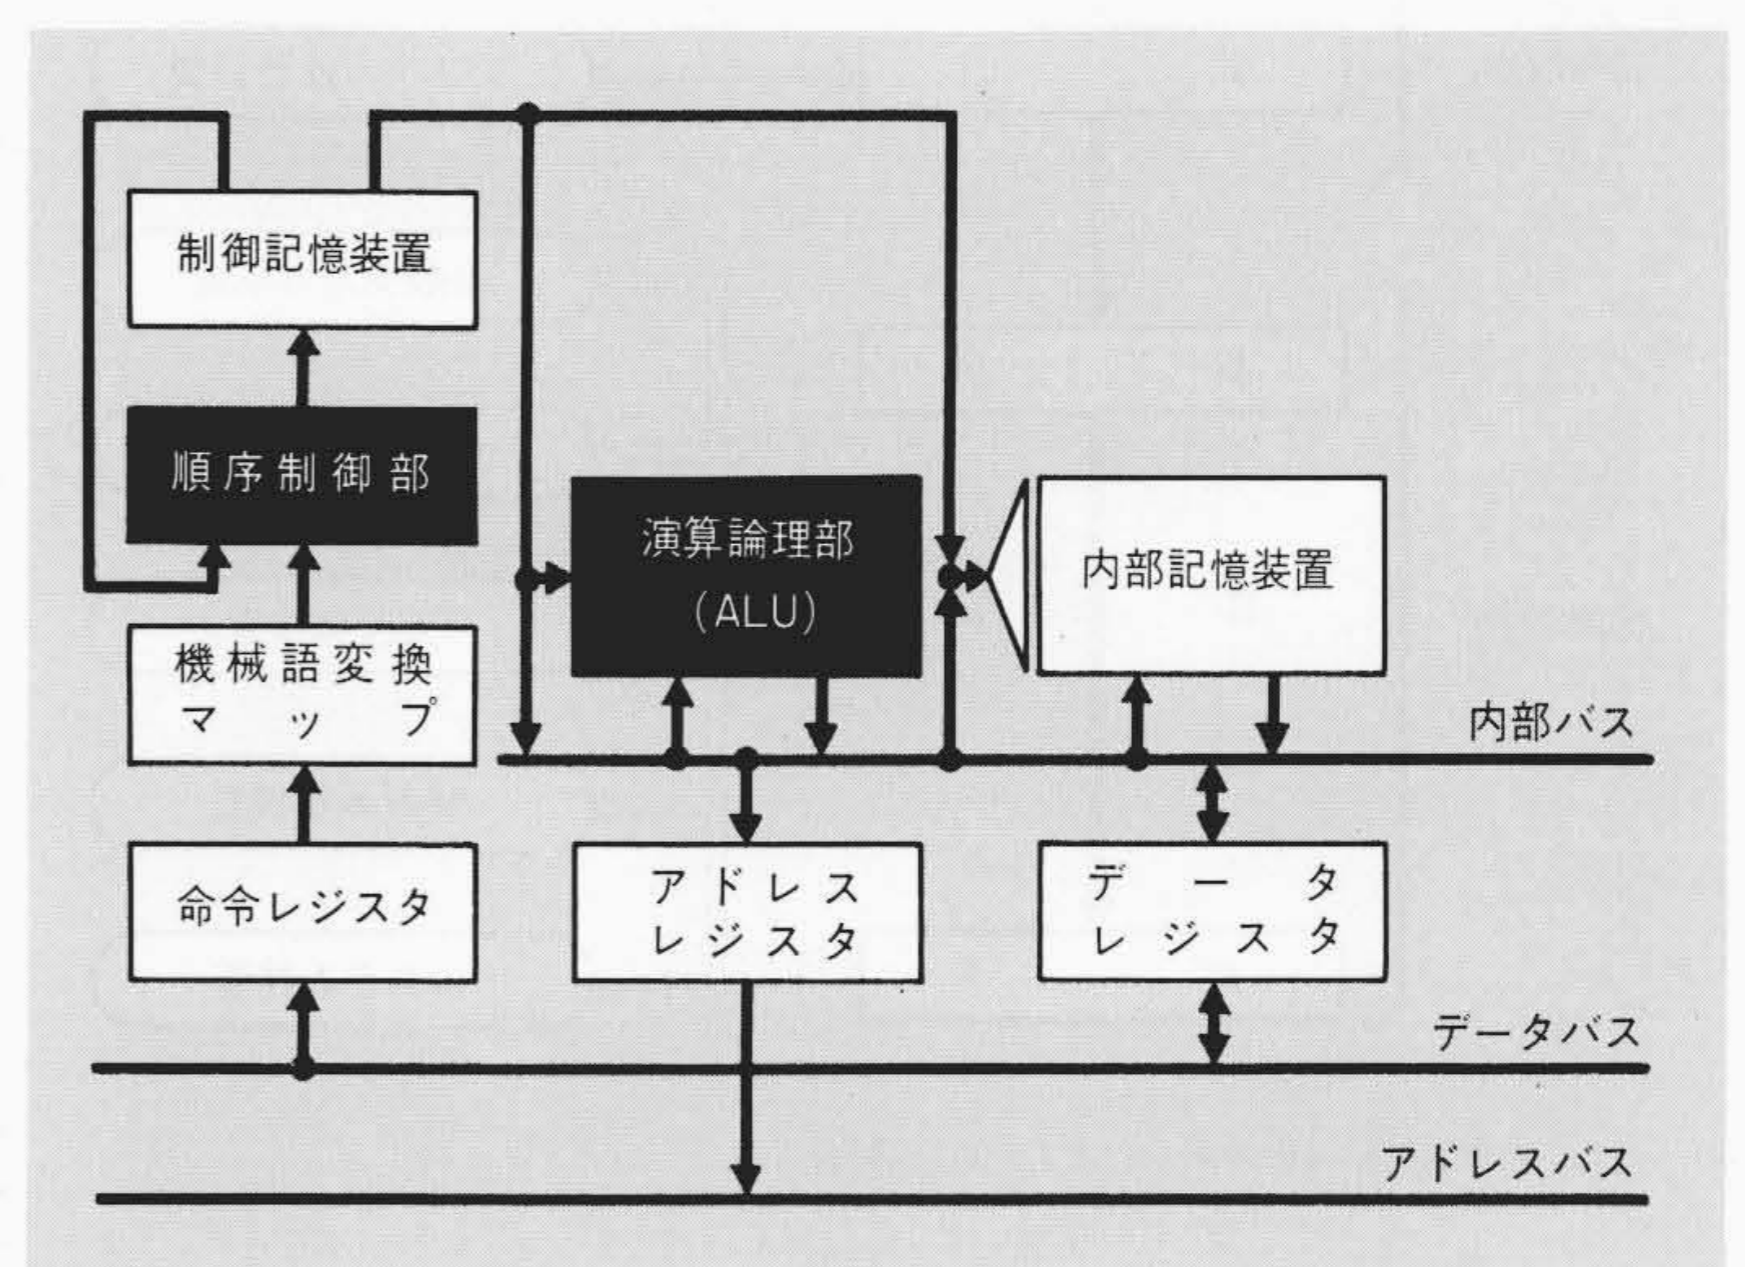 制御記憶装置
順序制御部
演算論理部
(ALU)
内部記憶装置
機械語変換
マップ
内部バス
命令レジスタ
アドレス
レジスタ
データ
レジスタ
データバス
アドレスバス